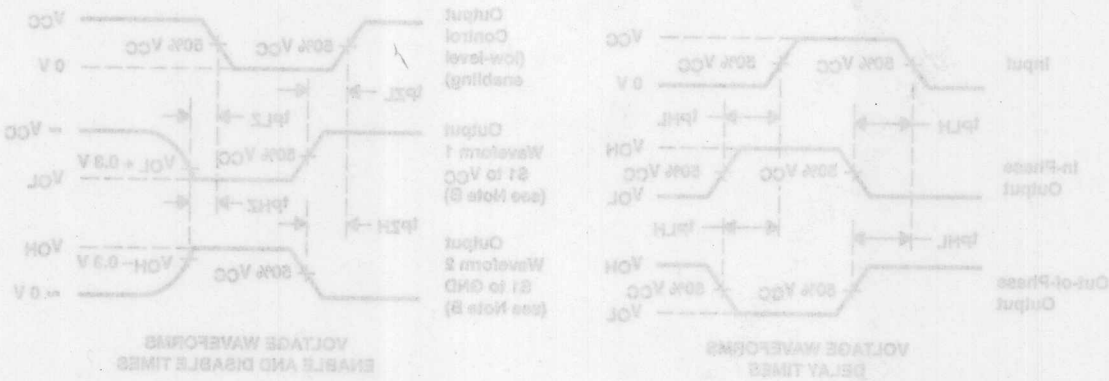 Input
50% VCC
50% VCC
VCC
0 V
tPLH
tPHL
In-Phase
Output
50% VCC
50% VCC
VOH
VOL
tPHL
tPLH
Out-of-Phase
Output
50% VCC
50% VCC
VOH
VOL
VOLTAGE WAVEFORMS
DELAY TIMES
Output
Control
(low-level
enabling)
50% VCC
50% VCC
VCC
0 V
tPZL
tPLZ
Output
Waveform 1
S1 to VCC
(see Note B)
50% VCC
≈ VCC
VOL + 0.3 V
VOL
tPZH
tPHZ
Output
Waveform 2
S1 to GND
(see Note B)
50% VCC
VOH
VOH – 0.3 V
≈ 0 V
VOLTAGE WAVEFORMS
ENABLE AND DISABLE TIMES